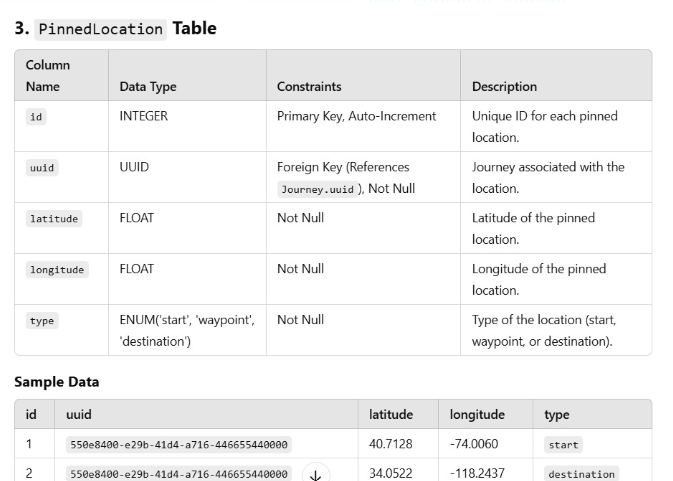 3. PinnedLocation Table
Column
Name Data Type Constraints Description
id INTEGER Primary Key, Auto-Increment Unique ID for each pinned
location.
uuid UUID Foreign Key (References Journey associated with the
Journey.uuid ), Not Null location.
latitude FLOAT Not Null Latitude of the pinned
location.
longitude FLOAT Not Null Longitude of the pinned
location.
type ENUM('start', 'waypoint', Not Null Type of the location (start,
'destination') waypoint, or destination).
Sample Data
id uuid latitude longitude type
1 550e8400-e29b-41d4-a716-446655440000 40.7128 -74.0060 start
2 550e8400-e29b-41d4-a716-446655440000 34.0522 -118.2437 destination